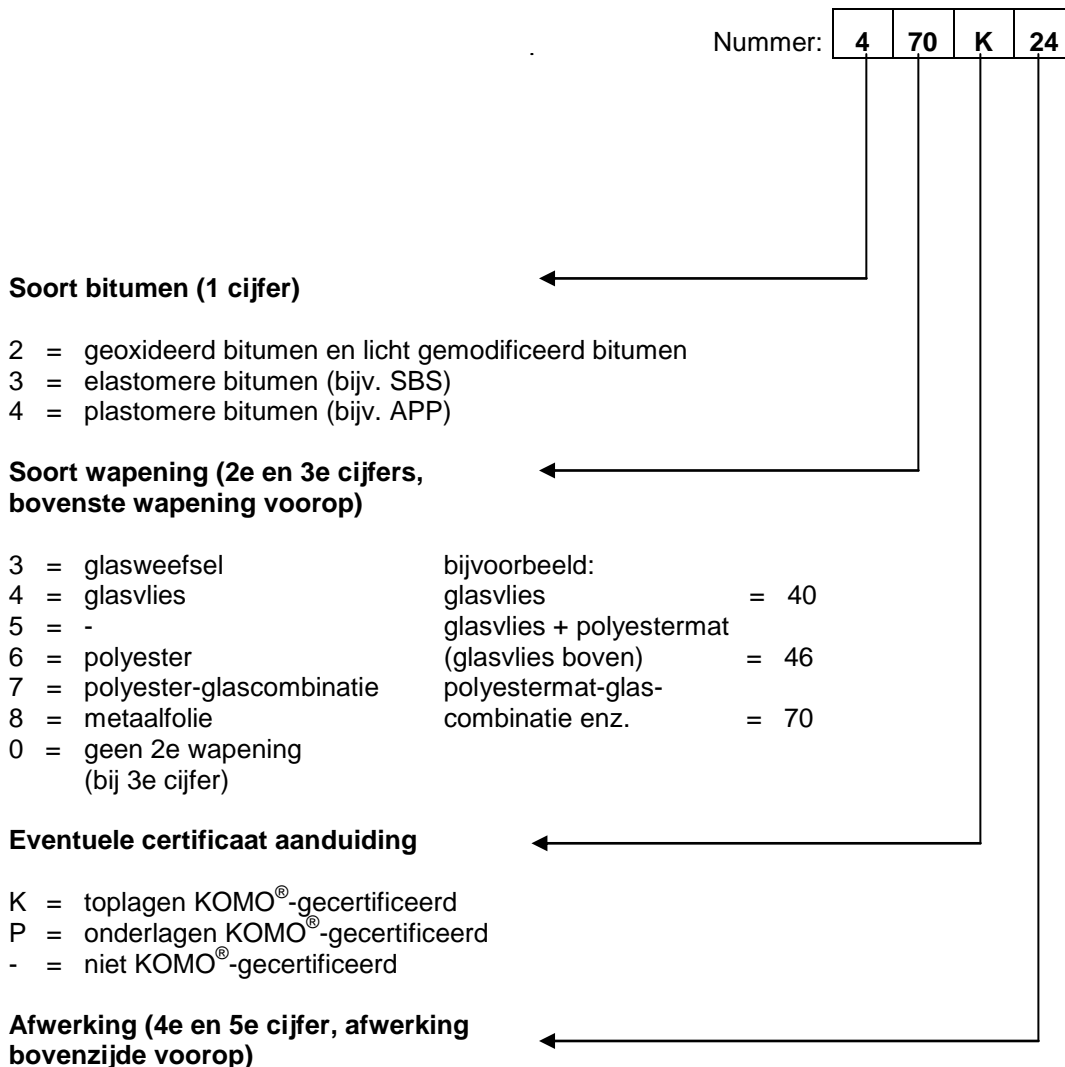 .
Nummer: 4 70 K 24
Soort bitumen (1 cijfer)
2 = geoxideerd bitumen en licht gemodificeerd bitumen
3 = elastomere bitumen (bijv. SBS)
4 = plastomere bitumen (bijv. APP)
Soort wapening (2e en 3e cijfers,
bovenste wapening voorop)
3 = glasweefsel bijvoorbeeld:
4 = glasvlies glasvlies = 40
5 = - glasvlies + polyestermat
6 = polyester (glasvlies boven) = 46
7 = polyester-glascombinatie polyestermat-glas-
8 = metaalfolie combinatie enz. = 70
0 = geen 2e wapening
(bij 3e cijfer)
Eventuele certificaat aanduiding
K = toplagen KOMO®-gecertificeerd
P = onderlagen KOMO®-gecertificeerd
- = niet KOMO®-gecertificeerd
Afwerking (4e en 5e cijfer, afwerking
bovenzijde voorop)